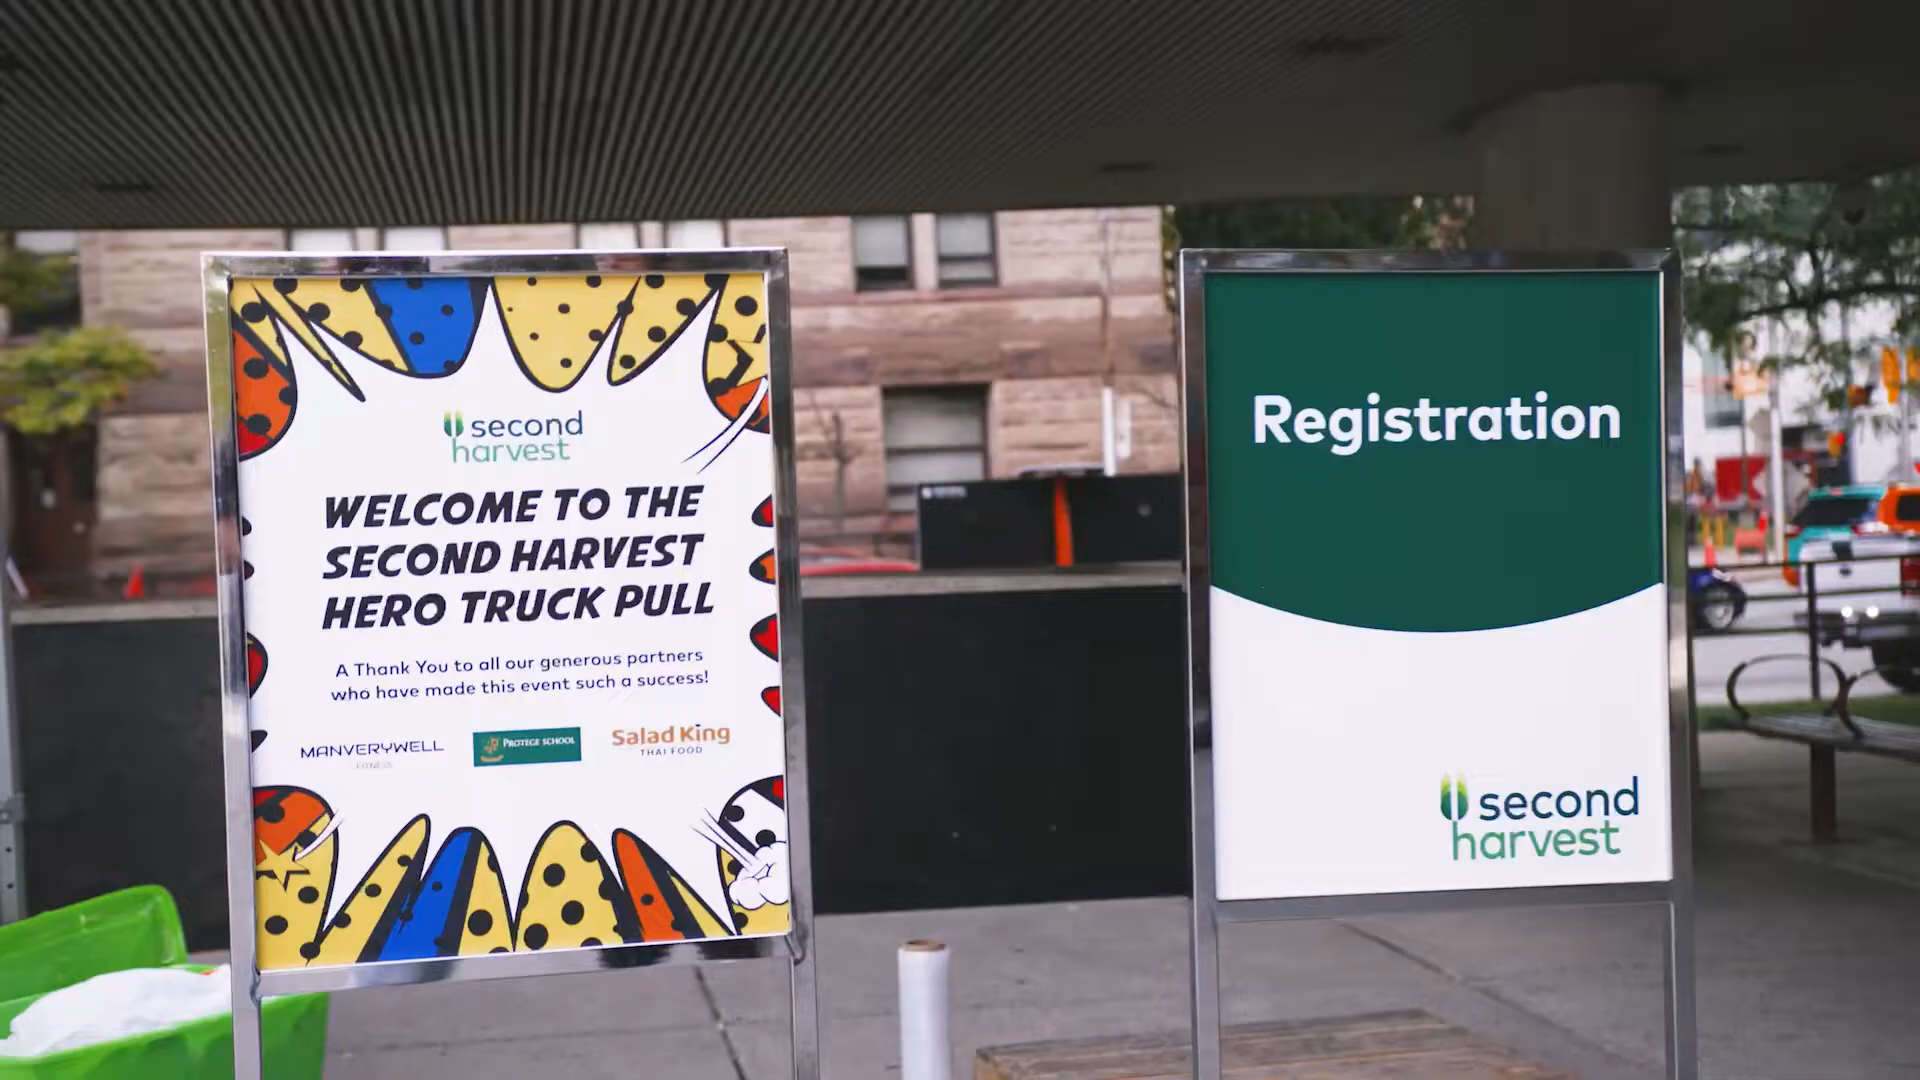 second
harvest
WELCOME TO THE
SECOND HARVEST
HERO TRUCK PULL
A Thank You to all our generous partners
who have made this event such a success!
MANVERYWELL
FITNESS
PROTÉGÉ SCHOOL
Salad King
THAI FOOD
Registration
second
harvest